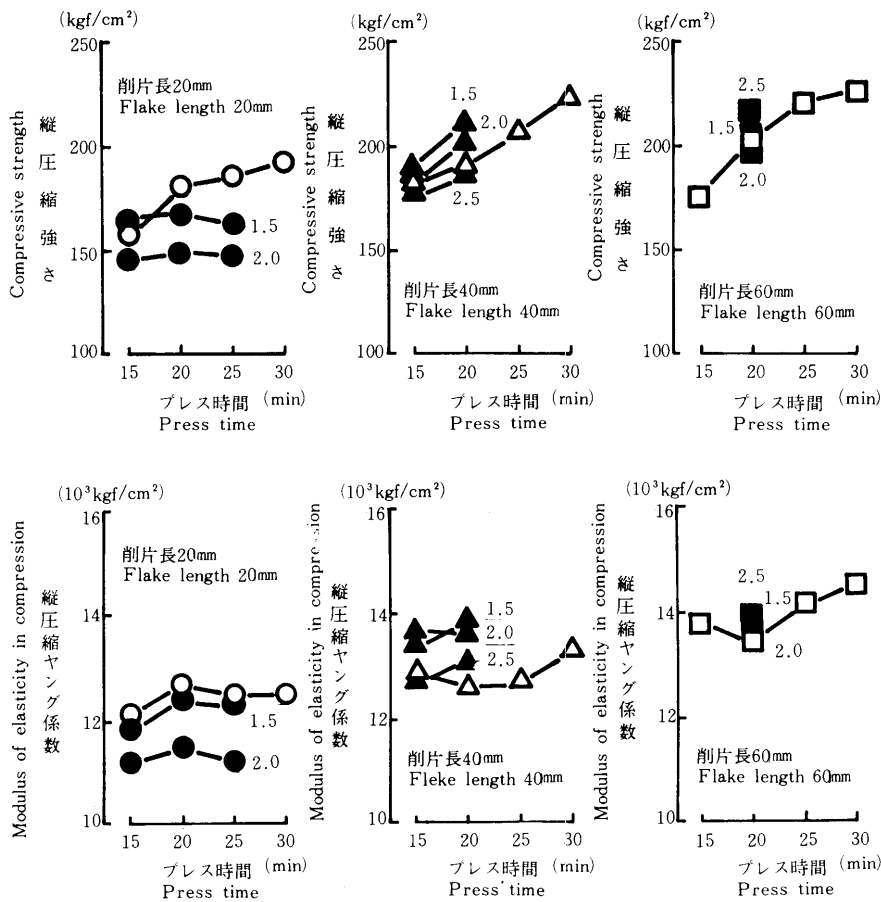 (kgf/cm²)
250
200
150
100
Compressive strength
縦圧縮強さ
削片長20mm
Flake length 20mm
1.5
2.0
15 20 25 30
プレス時間 (min)
Press time
(kgf/cm²)
250
200
150
100
Compressive strength
縦圧縮強さ
1.5
2.0
2.5
削片長40mm
Flake length 40mm
15 20 25 30
プレス時間 (min)
Press time
(kgf/cm²)
250
200
150
100
Compressive strength
縦圧縮強さ
2.5
1.5
2.0
削片長60mm
Flake length 60mm
15 20 25 30
プレス時間 (min)
Press time
(10³kgf/cm²)
16
14
12
10
Modulus of elasticity in compression
縦圧縮ヤング係数
削片長20mm
Flake length 20mm
1.5
2.0
15 20 25 30
プレス時間 (min)
Press time
(10³kgf/cm²)
16
14
12
10
Modulus of elasticity in compression
縦圧縮ヤング係数
1.5
2.0
2.5
削片長40mm
Fleke length 40mm
15 20 25 30
プレス時間 (min)
Press time
(10³kgf/cm²)
16
14
12
10
Modulus of elasticity in compression
縦圧縮ヤング係数
2.5
1.5
2.0
削片長60mm
Flake length 60mm
15 20 25 30
プレス時間 (min)
Press time